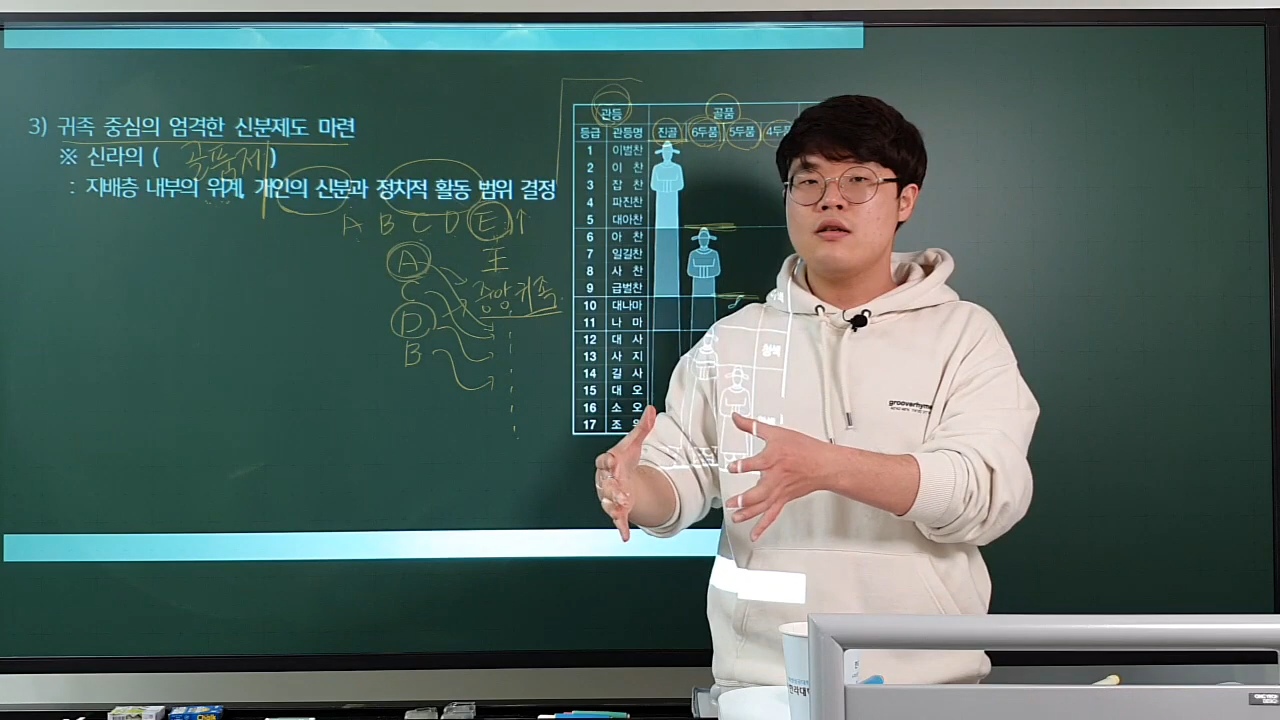 3) 귀족 중심의 엄격한 신분제도 마련
※ 신라의 ( 골품제 )
: 지배층 내부의 위계, 개인의 신분과 정치적 활동 범위 결정
A B C D E ↑
A 王
C 중앙귀족
D
B
관등 골품
등급 관등명 진골 6두품 5두품 4두
1 이벌찬
2 이 찬
3 잡 찬
4 파진찬
5 대아찬
6 아 찬
7 일길찬
8 사 찬
9 급벌찬
10 대나마
11 나 마
12 대 사
13 사 지
14 길 사
15 대 오
16 소 오
17 조
청색
grooverhyme